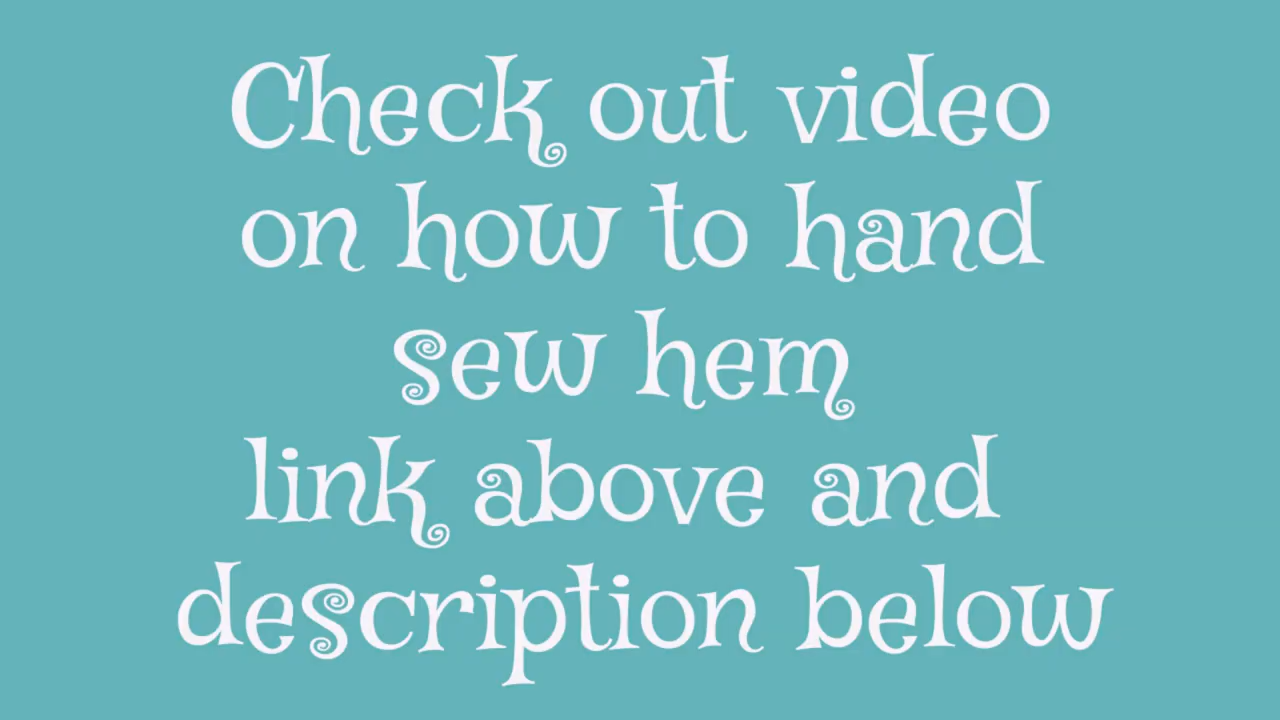 Check out video
on how to hand
sew hem
link above and
description below